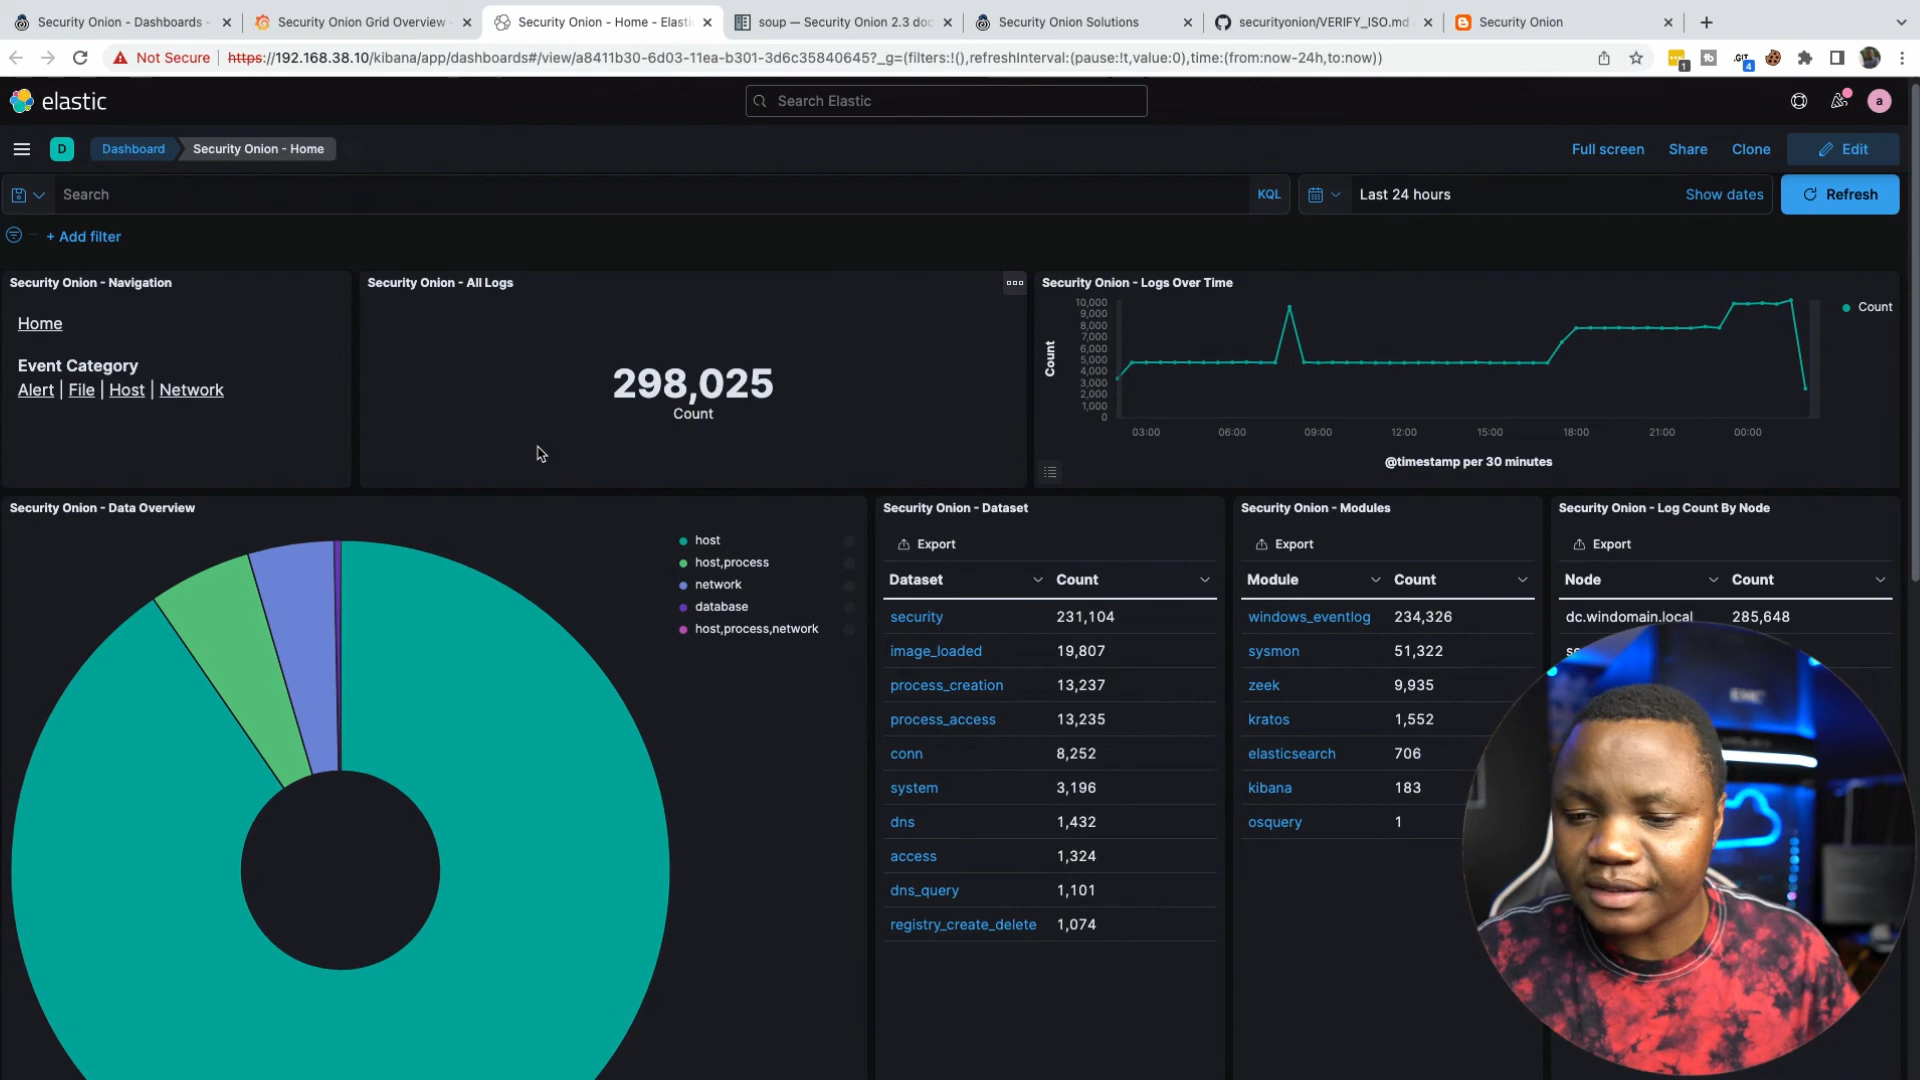 Security Onion - Dashboards -
Security Onion Grid Overview
Security Onion - Home - Elasti
soup — Security Onion 2.3 doc
Security Onion Solutions
securityonion/VERIFY_ISO.md
Security Onion
Not Secure
https://192.168.38.10/kibana/app/dashboards#/view/a8411b30-6d03-11ea-b301-3d6c35840645?_g=(filters:!(),refreshInterval:(pause:!t,value:0),time:(from:now-24h,to:now))
elastic
Search Elastic
a
D
Dashboard
Security Onion - Home
Full screen
Share
Clone
Edit
Search
KQL
Last 24 hours
Show dates
Refresh
+ Add filter
Security Onion - Navigation
Home
Event Category
Alert | File | Host | Network
Security Onion - All Logs
298,025
Count
Security Onion - Logs Over Time
Count
10,000
9,000
8,000
7,000
6,000
5,000
4,000
3,000
2,000
1,000
0
Count
03:00 06:00 09:00 12:00 15:00 18:00 21:00 00:00
@timestamp per 30 minutes
Security Onion - Data Overview
host
host,process
network
database
host,process,network
Security Onion - Dataset
Export
Dataset Count
security 231,104
image_loaded 19,807
process_creation 13,237
process_access 13,235
conn 8,252
system 3,196
dns 1,432
access 1,324
dns_query 1,101
registry_create_delete 1,074
Security Onion - Modules
Export
Module Count
windows_eventlog 234,326
sysmon 51,322
zeek 9,935
kratos 1,552
elasticsearch 706
kibana 183
osquery 1
Security Onion - Log Count By Node
Export
Node Count
dc.windomain.local 285,648